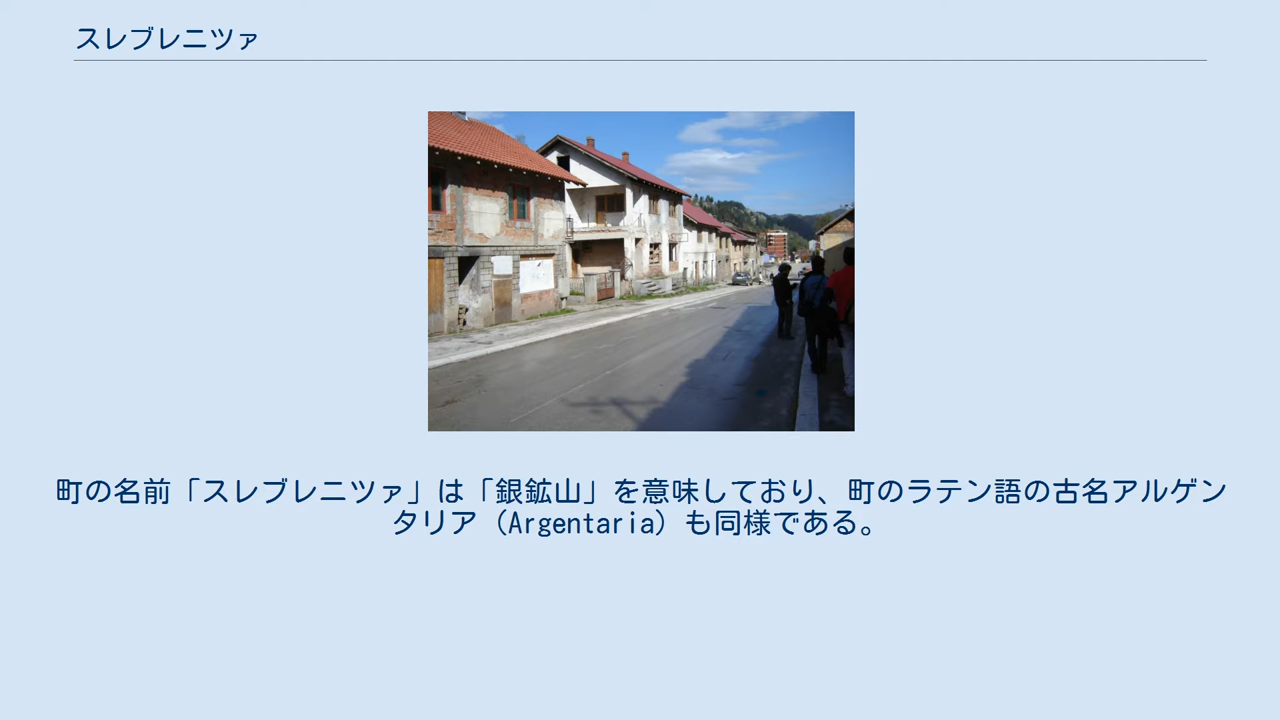 スレブレニツァ
町の名前「スレブレニツァ」は「銀鉱山」を意味しており、町のラテン語の古名アルゲン
タリア（Argentaria）も同様である。